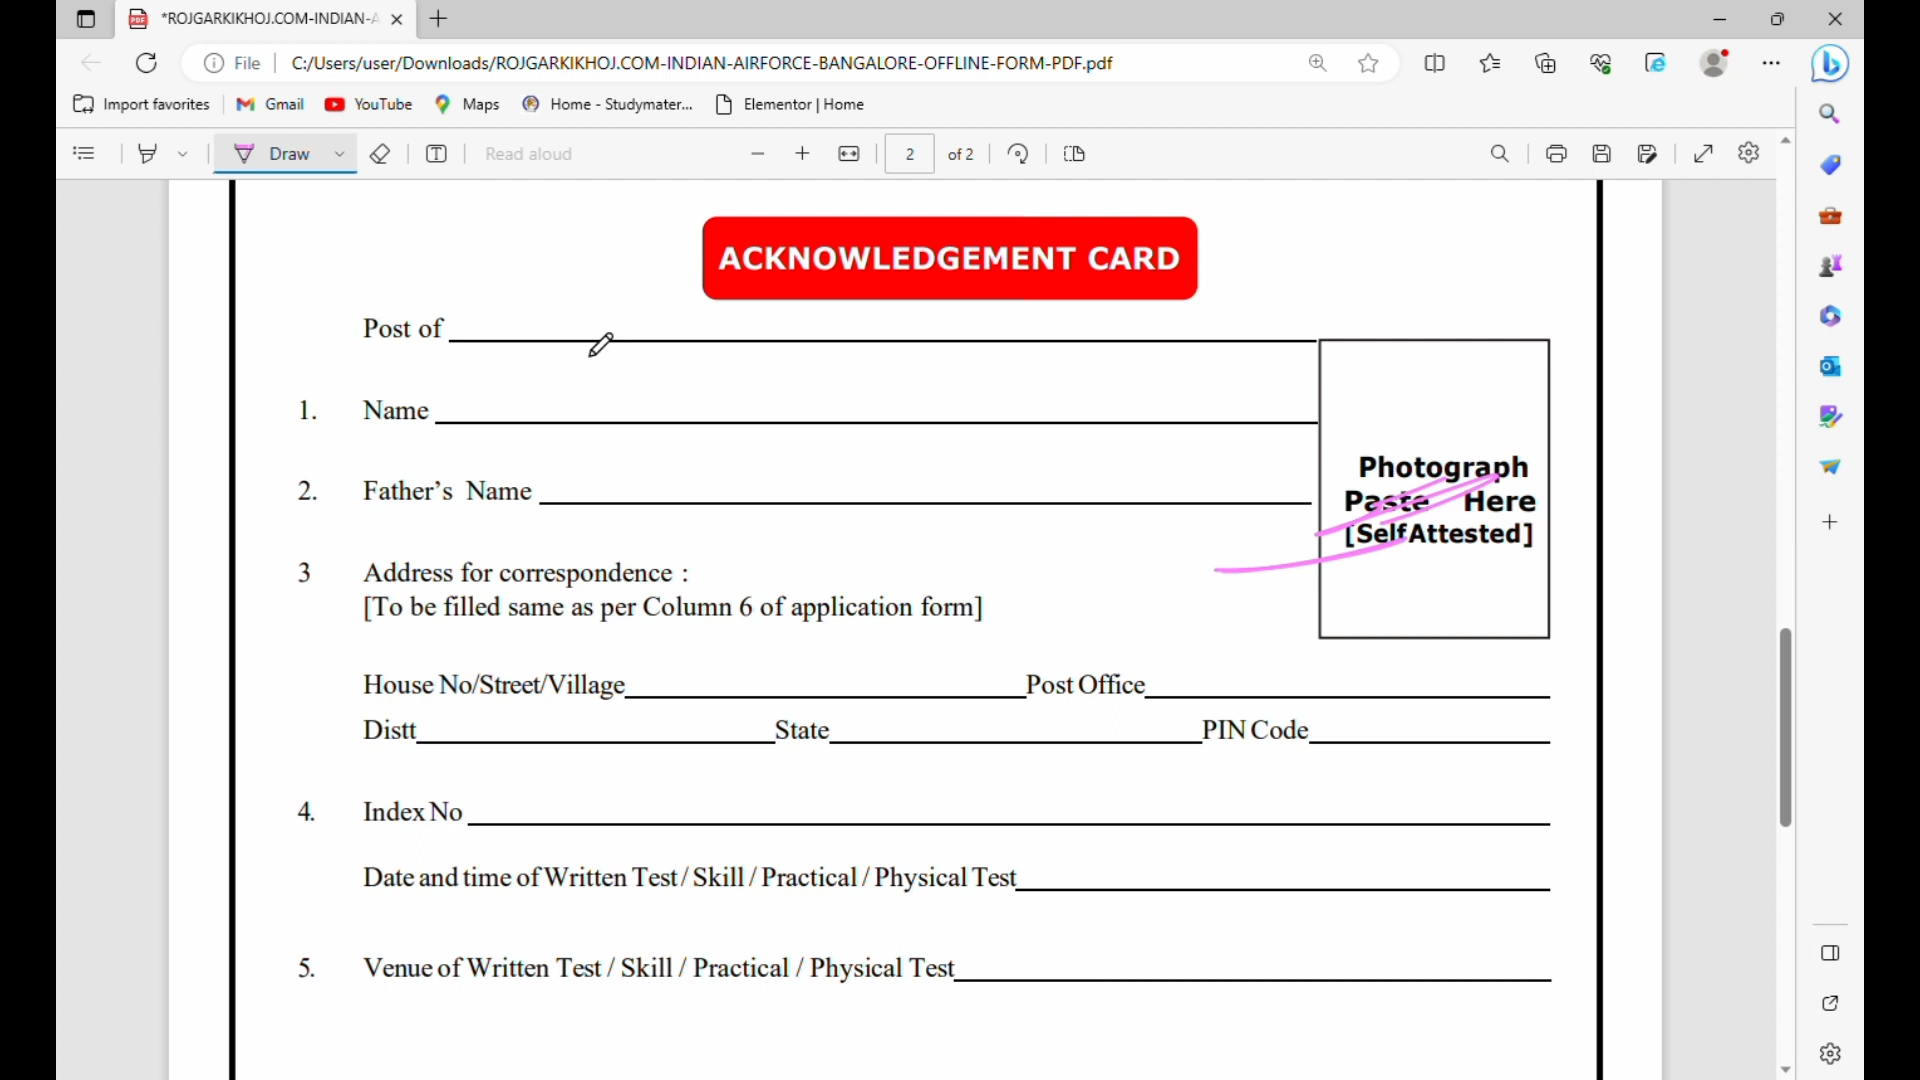 *ROJGARKIKHOJ.COM-INDIAN-A
File C:/Users/user/Downloads/ROJGARKIKHOJ.COM-INDIAN-AIRFORCE-BANGALORE-OFFLINE-FORM-PDF.pdf
Import favorites Gmail YouTube Maps Home - Studymater... Elementor | Home
Draw Read aloud 2 of 2
ACKNOWLEDGEMENT CARD
Post of
1. Name
2. Father's Name
Photograph
Paste Here
[Self Attested]
3 Address for correspondence :
[To be filled same as per Column 6 of application form]
House No/Street/Village Post Office
Distt State PIN Code
4. Index No
Date and time of Written Test / Skill / Practical / Physical Test
5. Venue of Written Test / Skill / Practical / Physical Test